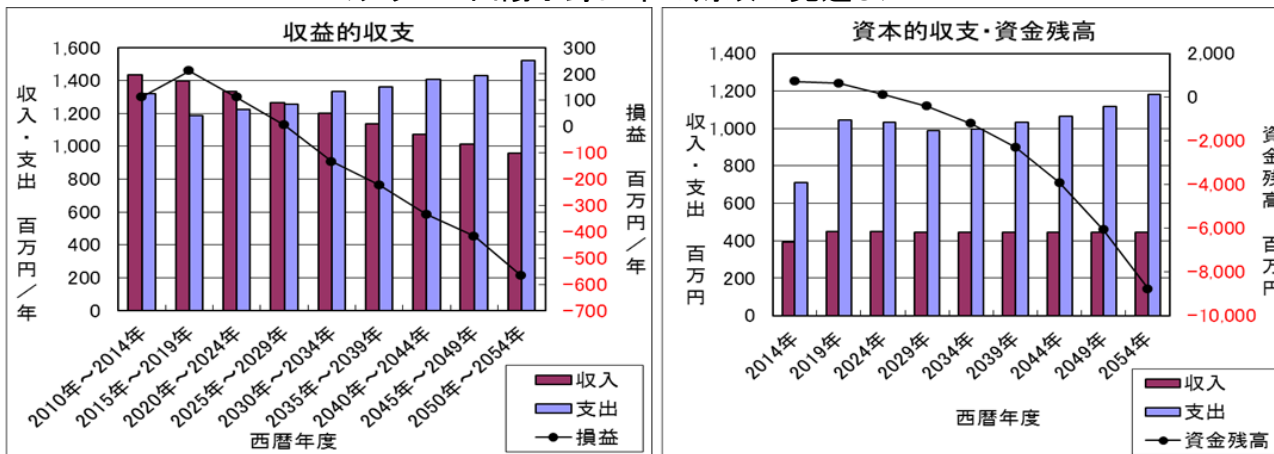 収益的収支
1,600
1,400
1,200
1,000
800
600
400
200
0
収入・支出 百万円/年
300
200
100
0
-100
-200
-300
-400
-500
-600
-700
損益 百万円/年
2010年~2014年
2015年~2019年
2020年~2024年
2025年~2029年
2030年~2034年
2035年~2039年
2040年~2044年
2045年~2049年
2050年~2054年
西暦年度
収入
支出
損益
資本的収支・資金残高
1,400
1,200
1,000
800
600
400
200
0
収入・支出 百万円
2,000
0
-2,000
-4,000
-6,000
-8,000
-10,000
資金残高 百万円
2014年
2019年
2024年
2029年
2034年
2039年
2044年
2049年
2054年
西暦年度
収入
支出
資金残高